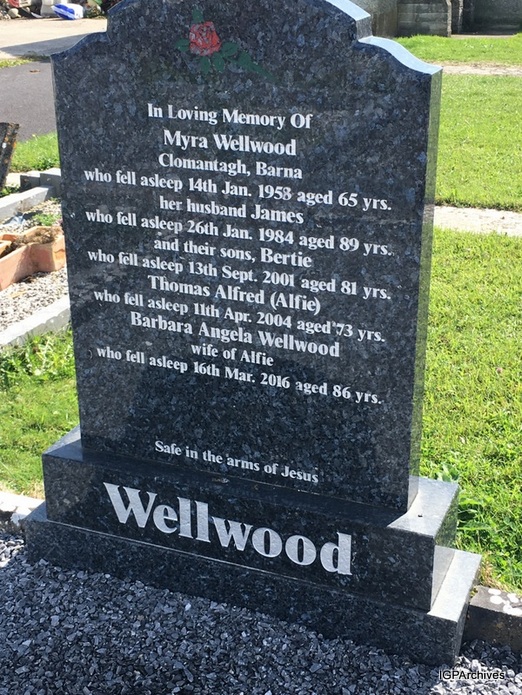 In Loving Memory Of
Myra Wellwood
Clomantagh, Barna
who fell asleep 14th Jan. 1958 aged 65 yrs.
her husband James
who fell asleep 26th Jan. 1984 aged 89 yrs.
and their sons, Bertie
who fell asleep 13th Sept. 2001 aged 81 yrs.
Thomas Alfred (Alfie)
who fell asleep 11th Apr. 2004 aged 73 yrs.
Barbara Angela Wellwood
wife of Alfie
who fell asleep 16th Mar. 2016 aged 86 yrs.
Safe in the arms of Jesus
Wellwood
IGPArchives